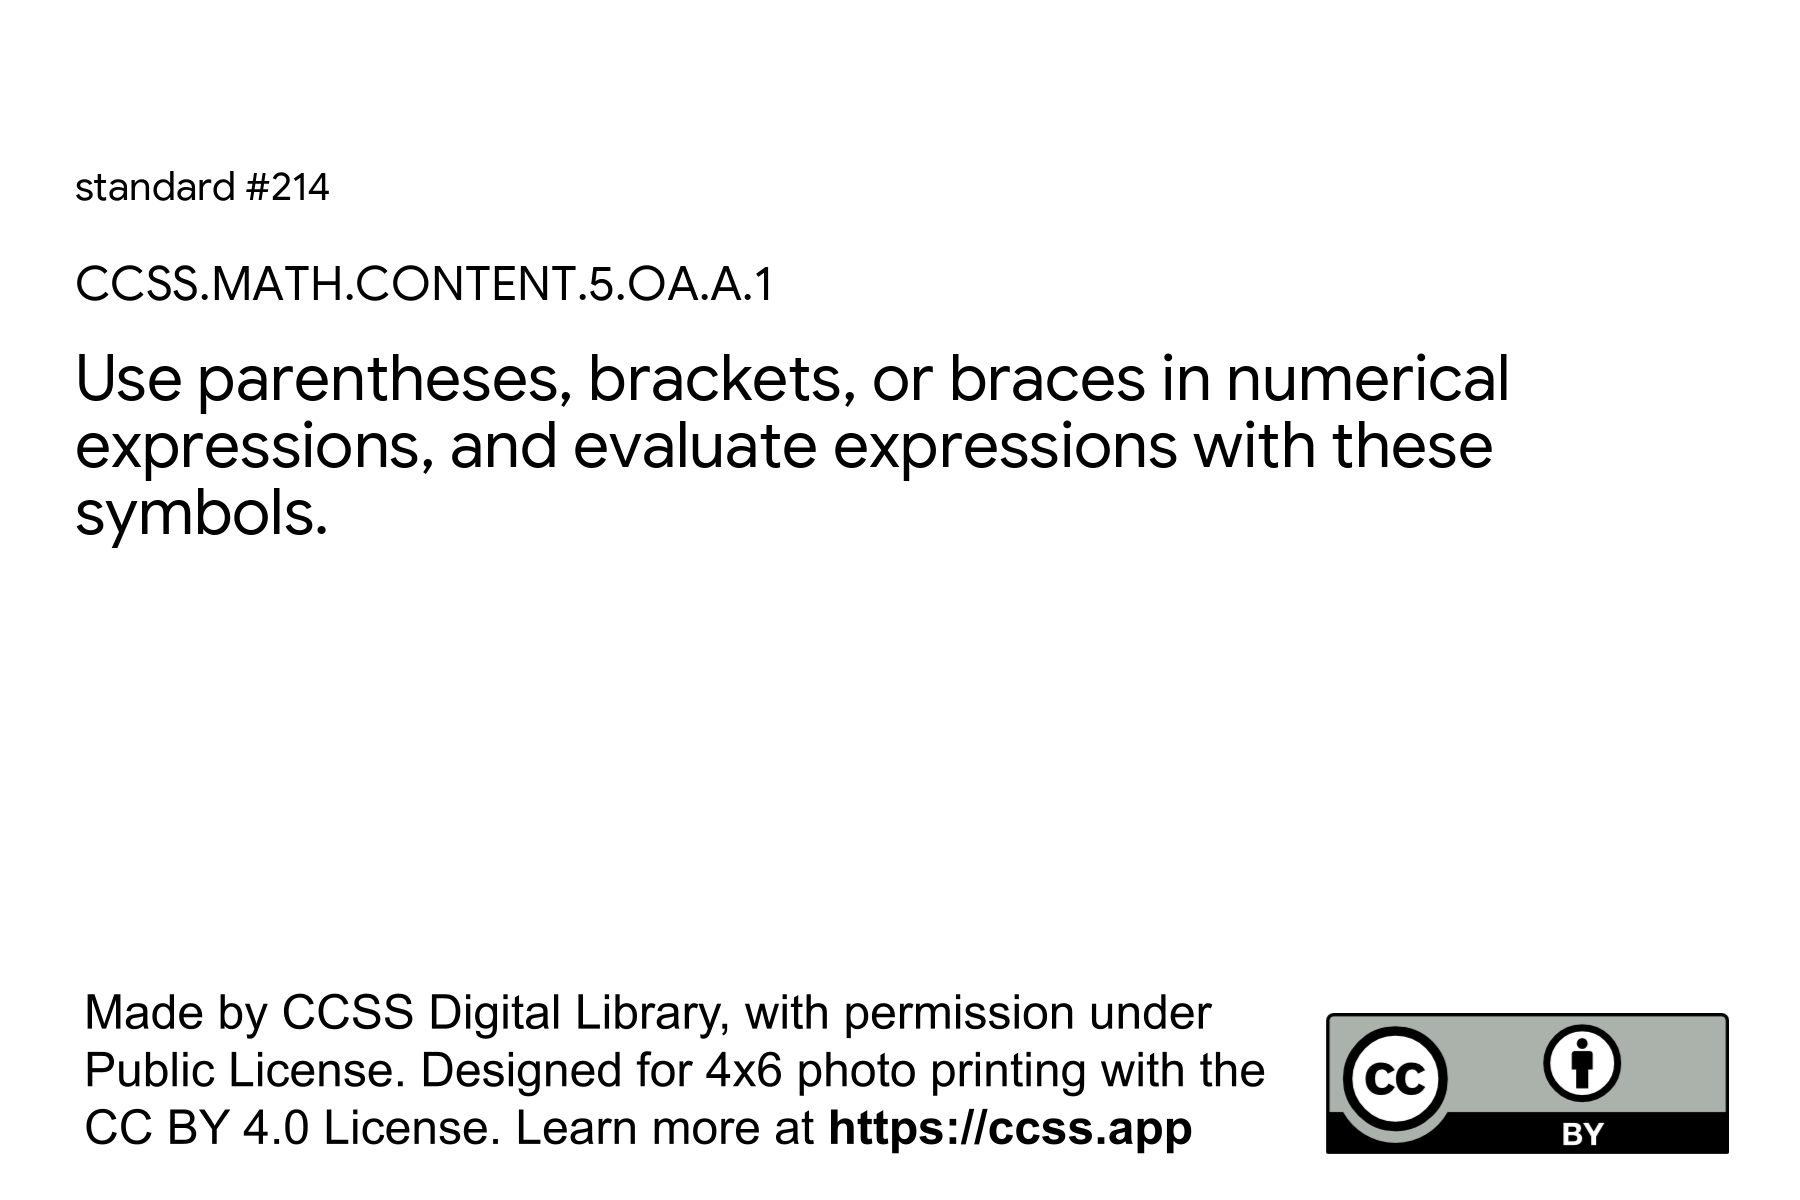 standard #214
CCSS.MATH.CONTENT.5.OA.A.1
Use parentheses, brackets, or braces in numerical
expressions, and evaluate expressions with these
symbols.
Made by CCSS Digital Library, with permission under
Public License. Designed for 4x6 photo printing with the
CC BY 4.0 License. Learn more at https://ccss.app
CC
BY